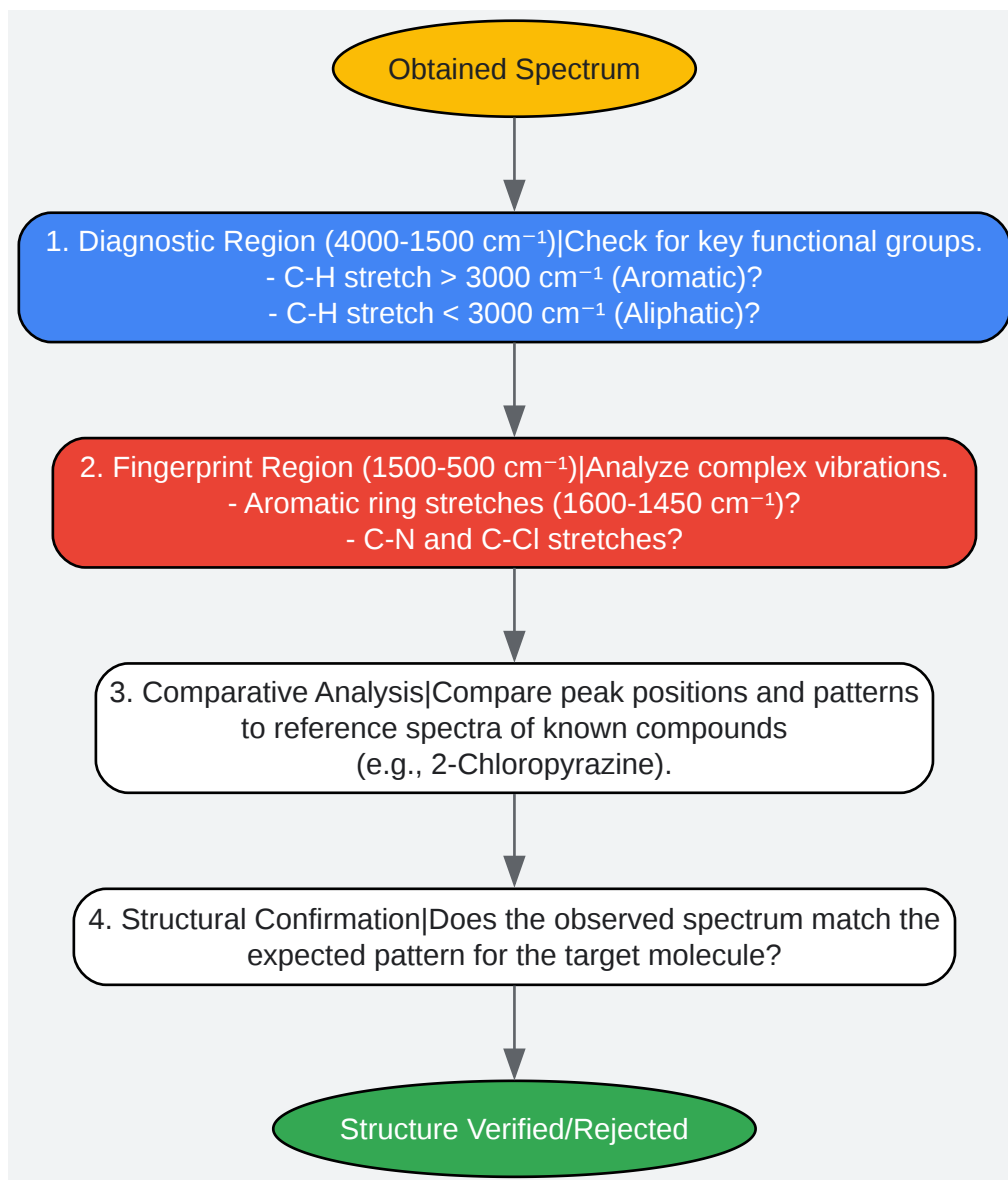 Obtained Spectrum
1. Diagnostic Region (4000-1500 cm⁻¹)|Check for key functional groups.
- C-H stretch > 3000 cm⁻¹ (Aromatic)?
- C-H stretch < 3000 cm⁻¹ (Aliphatic)?
2. Fingerprint Region (1500-500 cm⁻¹)|Analyze complex vibrations.
- Aromatic ring stretches (1600-1450 cm⁻¹)?
- C-N and C-Cl stretches?
3. Comparative Analysis|Compare peak positions and patterns
to reference spectra of known compounds
(e.g., 2-Chloropyrazine).
4. Structural Confirmation|Does the observed spectrum match the
expected pattern for the target molecule?
Structure Verified/Rejected